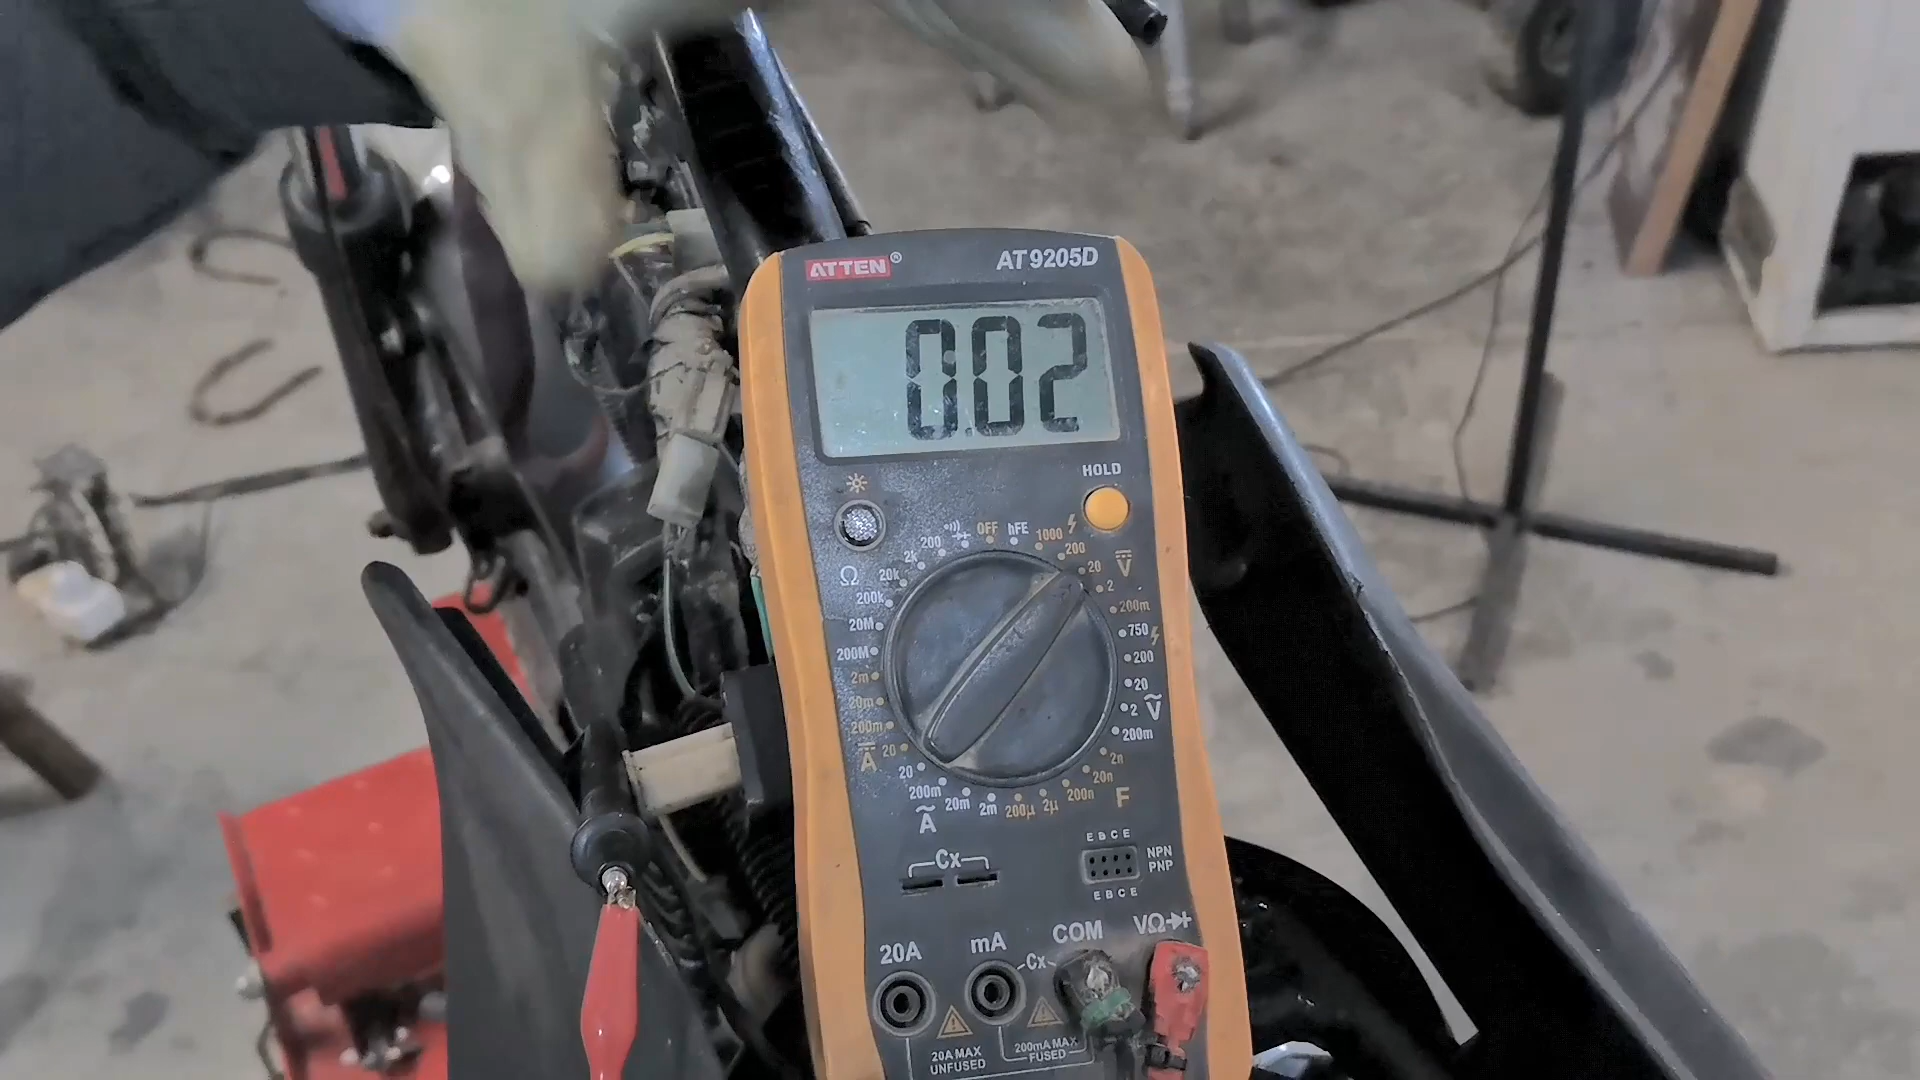 ATTEN® AT9205D
0.02
HOLD
OFF hFE
1000
200
20
2
200m
V
750
200
20
2
200m
V
2n
20n
200n
F
2µ
200µ
2m
20m
200m
20
A
20
200m
20m
2m
A
200M
20M
200k
20k
2k
200
Ω
Cx
E B C E
NPN
PNP
E B C E
20A mA COM VΩ
Cx
20A MAX
UNFUSED
200mA MAX
FUSED